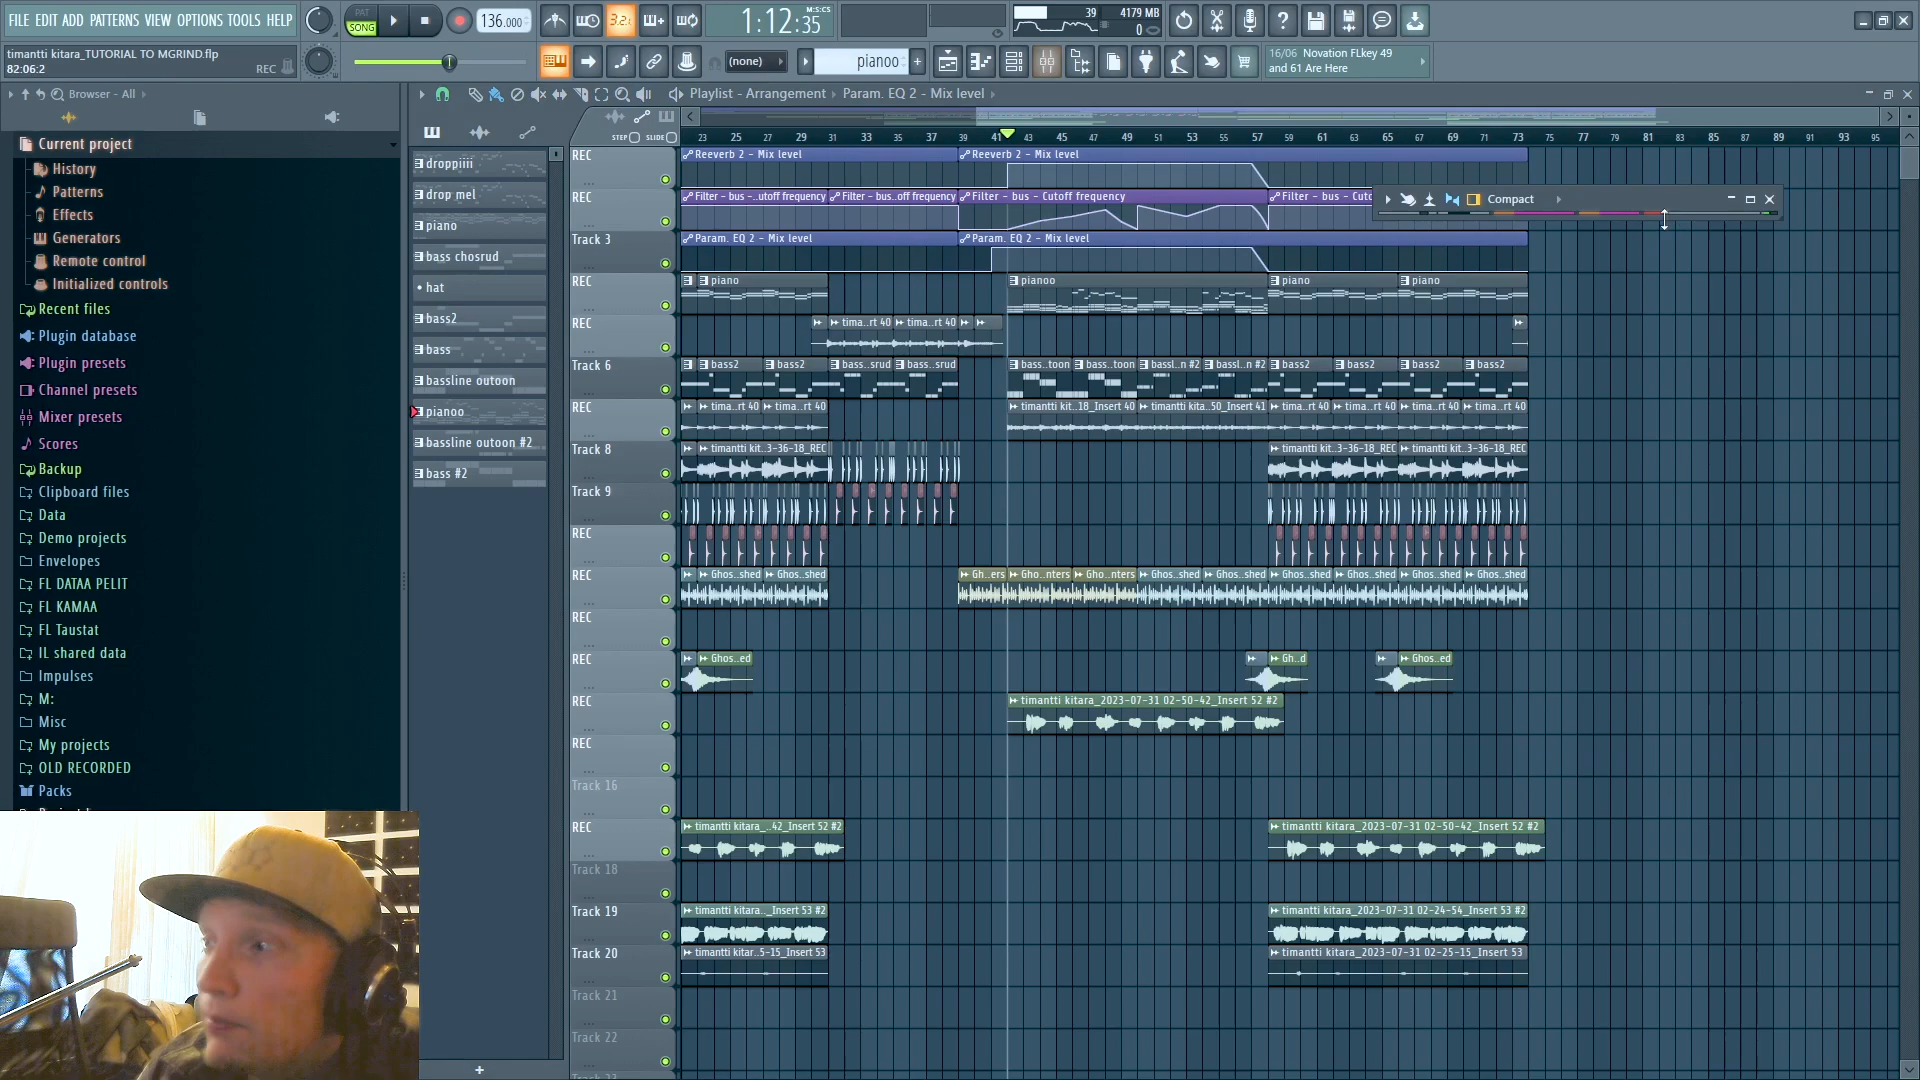 FILE EDIT ADD PATTERNS VIEW OPTIONS TOOLS HELP
PAT
SONG
136.000
3.2.
1:12:35
M:S:CS
39
4179 MB
0
timantti kitara_TUTORIAL TO MGRIND.flp
82:06:2
REC
(none)
pianoo
+
16/06 Novation FLkey 49
and 61 Are Here
Browser - All
Playlist - Arrangement
Param. EQ 2 - Mix level
STEP
SLIDE
23 25 27 29 31 33 35 37 39 41 43 45 47 49 51 53 55 57 59 61 63 65 67 69 71 73 75 77 79 81 83 85 87 89 91 93 95
Current project
History
Patterns
Effects
Generators
Remote control
Initialized controls
Recent files
Plugin database
Plugin presets
Channel presets
Mixer presets
Scores
Backup
Clipboard files
Data
Demo projects
Envelopes
FL DATAA PELIT
FL KAMAA
FL Taustat
IL shared data
Impulses
M:
Misc
My projects
OLD RECORDED
Packs
droppiiii
drop mel
piano
bass chosrud
hat
bass2
bass
bassline outoon
pianoo
bassline outoon #2
bass #2
+
REC
Reeverb 2 - Mix level
Reeverb 2 - Mix level
REC
Filter - bus -..utoff frequency
Filter - bus..off frequency
Filter - bus - Cutoff frequency
Filter - bus - Cutc
Compact
Track 3
Param. EQ 2 - Mix level
Param. EQ 2 - Mix level
REC
piano
pianoo
piano
piano
REC
tima..rt 40
tima..rt 40
Track 6
bass2
bass2
bass..srud
bass..srud
bass..toon
bass..toon
bassl..n #2
bassl..n #2
bass2
bass2
bass2
bass2
REC
tima..rt 40
tima..rt 40
timantti kit..18_Insert 40
timantti kita..50_Insert 41
tima..rt 40
tima..rt 40
tima..rt 40
tima..rt 40
Track 8
timantti kit..3-36-18_REC
timantti kit..3-36-18_REC
timantti kit..3-36-18_REC
Track 9
REC
REC
Ghos..shed
Ghos..shed
Gh..ers
Gho..nters
Gho..nters
Ghos..shed
Ghos..shed
Ghos..shed
Ghos..shed
Ghos..shed
Ghos..shed
REC
REC
Ghos..ed
Gh..d
Ghos..ed
REC
timantti kitara_2023-07-31 02-50-42_Insert 52 #2
REC
Track 16
REC
timantti kitara_..42_Insert 52 #2
timantti kitara_2023-07-31 02-50-42_Insert 52 #2
Track 18
Track 19
timantti kitara.._Insert 53 #2
timantti kitara_2023-07-31 02-24-54_Insert 53 #2
Track 20
timantti kitar..5-15_Insert 53
timantti kitara_2023-07-31 02-25-15_Insert 53
Track 21
Track 22